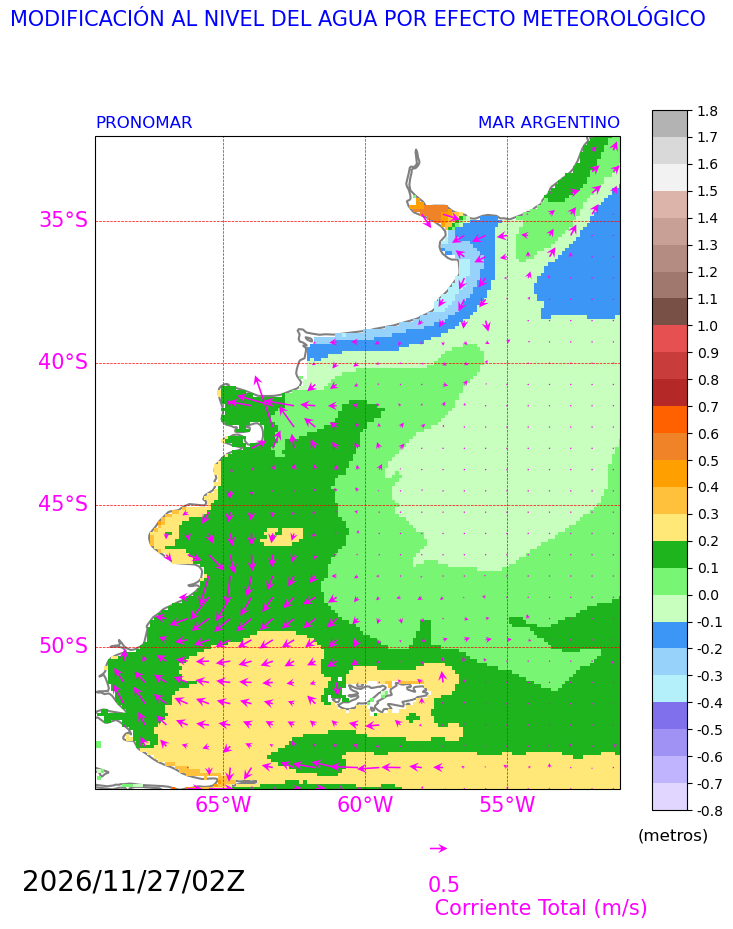 MODIFICACIÓN AL NIVEL DEL AGUA POR EFECTO METEOROLÓGICO
PRONOMAR MAR ARGENTINO
35°S
40°S
45°S
50°S
65°W 60°W 55°W
1.8
1.7
1.6
1.5
1.4
1.3
1.2
1.1
1.0
0.9
0.8
0.7
0.6
0.5
0.4
0.3
0.2
0.1
0.0
-0.1
-0.2
-0.3
-0.4
-0.5
-0.6
-0.7
-0.8
(metros)
2026/11/27/02Z
0.5
Corriente Total (m/s)